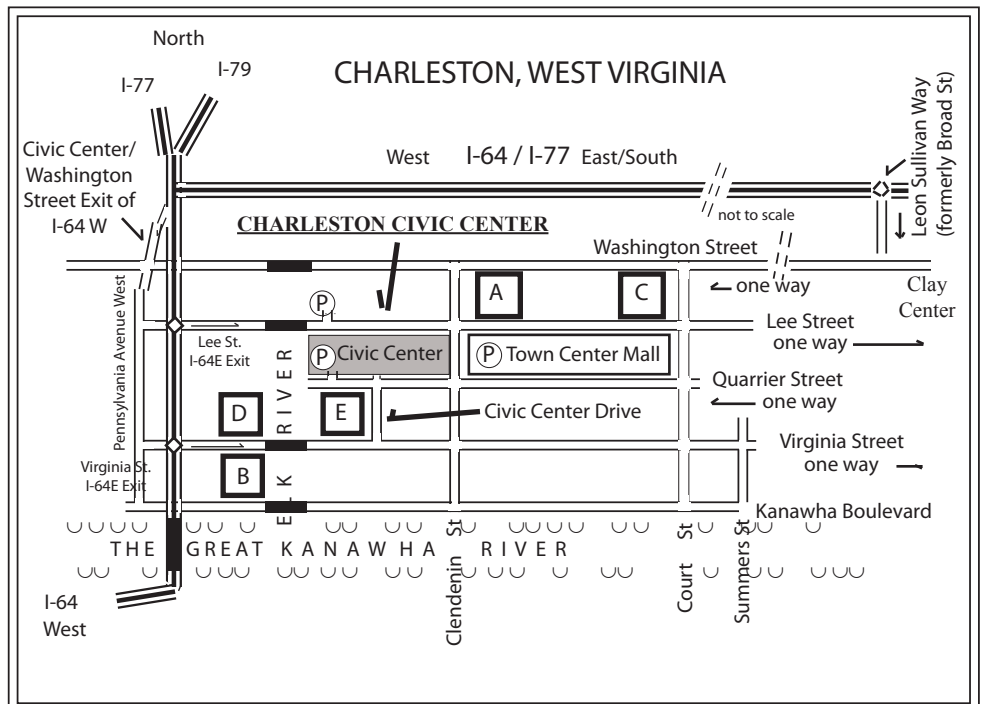 North
I-79
I-77
CHARLESTON, WEST VIRGINIA
Leon Sullivan Way
(formerly Broad St)
Civic Center/
Washington
Street Exit of
I-64 W
West I-64 / I-77 East/South
not to scale
CHARLESTON CIVIC CENTER
Washington Street
Pennsylvania Avenue West
P
A
C
one way
Clay
Center
Lee St.
I-64E Exit
Lee Street
one way
P Civic Center
P Town Center Mall
ELK RIVER
Quarrier Street
one way
D
E
Civic Center Drive
Virginia Street
one way
Virginia St.
I-64E Exit
B
Kanawha Boulevard
THE GREAT KANAWHA RIVER
Clendenin St
Court St
Summers St
I-64
West